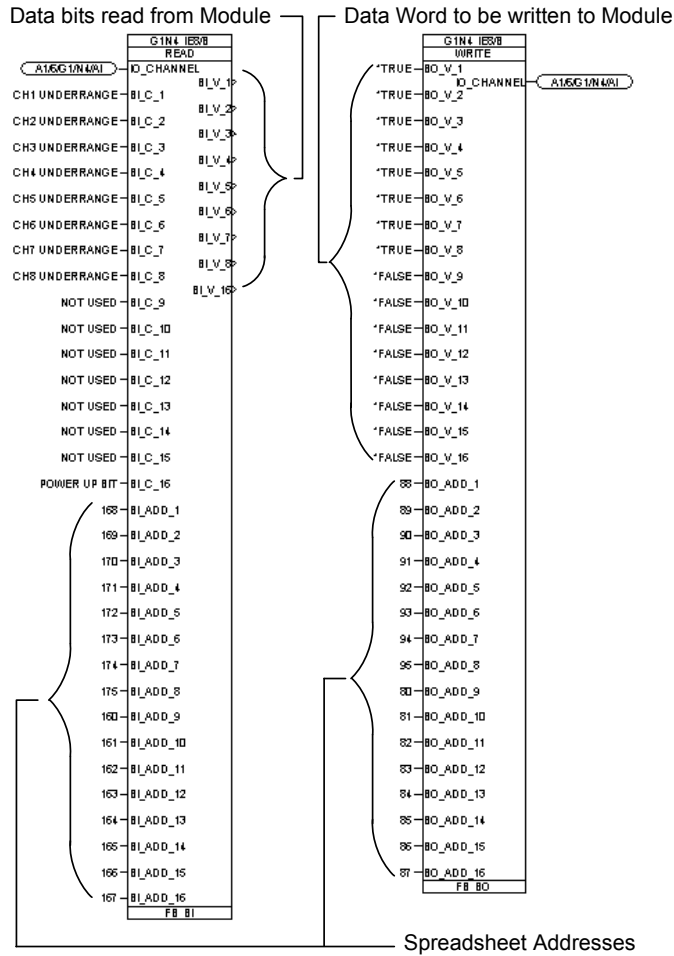 Data bits read from Module
Data Word to be written to Module
G1N4 IE8/8
READ
A1/5/G1/N4/AI IO_CHANNEL
BI_V_1
CH1 UNDERRANGE BI_C_1
BI_V_2
CH2 UNDERRANGE BI_C_2
BI_V_3
CH3 UNDERRANGE BI_C_3
BI_V_4
CH4 UNDERRANGE BI_C_4
BI_V_5
CH5 UNDERRANGE BI_C_5
BI_V_6
CH6 UNDERRANGE BI_C_6
BI_V_7
CH7 UNDERRANGE BI_C_7
BI_V_8
CH8 UNDERRANGE BI_C_8
BI_V_16
NOT USED BI_C_9
NOT USED BI_C_10
NOT USED BI_C_11
NOT USED BI_C_12
NOT USED BI_C_13
NOT USED BI_C_14
NOT USED BI_C_15
POWER UP BIT BI_C_16
168 BI_ADD_1
169 BI_ADD_2
170 BI_ADD_3
171 BI_ADD_4
172 BI_ADD_5
173 BI_ADD_6
174 BI_ADD_7
175 BI_ADD_8
160 BI_ADD_9
161 BI_ADD_10
162 BI_ADD_11
163 BI_ADD_12
164 BI_ADD_13
165 BI_ADD_14
166 BI_ADD_15
167 BI_ADD_16
FB BI
G1N4 IE8/8
WRITE
*TRUE BO_V_1
IO_CHANNEL A1/5/G1/N4/AI
*TRUE BO_V_2
*TRUE BO_V_3
*TRUE BO_V_4
*TRUE BO_V_5
*TRUE BO_V_6
*TRUE BO_V_7
*TRUE BO_V_8
*FALSE BO_V_9
*FALSE BO_V_10
*FALSE BO_V_11
*FALSE BO_V_12
*FALSE BO_V_13
*FALSE BO_V_14
*FALSE BO_V_15
*FALSE BO_V_16
88 BO_ADD_1
89 BO_ADD_2
90 BO_ADD_3
91 BO_ADD_4
92 BO_ADD_5
93 BO_ADD_6
94 BO_ADD_7
95 BO_ADD_8
80 BO_ADD_9
81 BO_ADD_10
82 BO_ADD_11
83 BO_ADD_12
84 BO_ADD_13
85 BO_ADD_14
86 BO_ADD_15
87 BO_ADD_16
FB BO
Spreadsheet Addresses